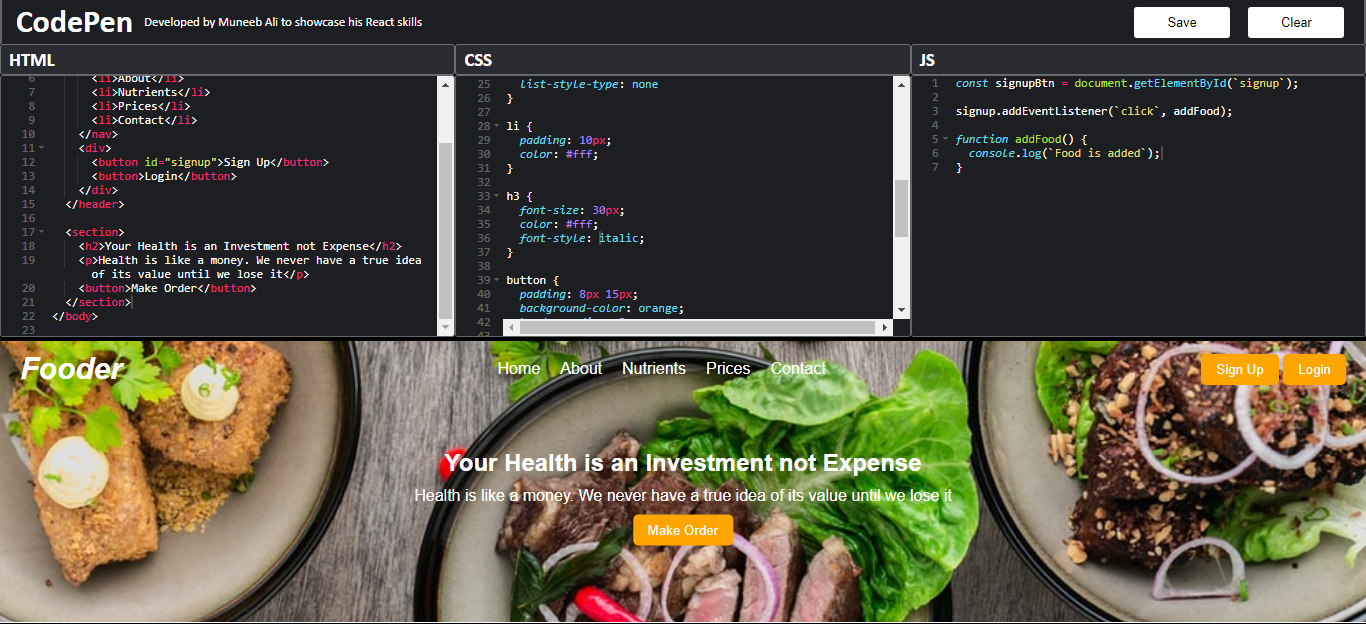 CodePen Developed by Muneeb Ali to showcase his React skills Save Clear
HTML
6 <li>About</li>
7 <li>Nutrients</li>
8 <li>Prices</li>
9 <li>Contact</li>
10 </nav>
11 <div>
12 <button id="signup">Sign Up</button>
13 <button>Login</button>
14 </div>
15 </header>
16
17 <section>
18 <h2>Your Health is an Investment not Expense</h2>
19 <p>Health is like a money. We never have a true idea
of its value until we lose it</p>
20 <button>Make Order</button>
21 </section>
22 </body>
23
CSS
25 list-style-type: none
26 }
27
28 li {
29 padding: 10px;
30 color: #fff;
31 }
32
33 h3 {
34 font-size: 30px;
35 color: #fff;
36 font-style: italic;
37 }
38
39 button {
40 padding: 8px 15px;
41 background-color: orange;
42
JS
1 const signupBtn = document.getElementById(`signup`);
2
3 signup.addEventListener(`click`, addFood);
4
5 function addFood() {
6 console.log(`Food is added`);
7 }
Fooder Home About Nutrients Prices Contact Sign Up Login
Your Health is an Investment not Expense
Health is like a money. We never have a true idea of its value until we lose it
Make Order